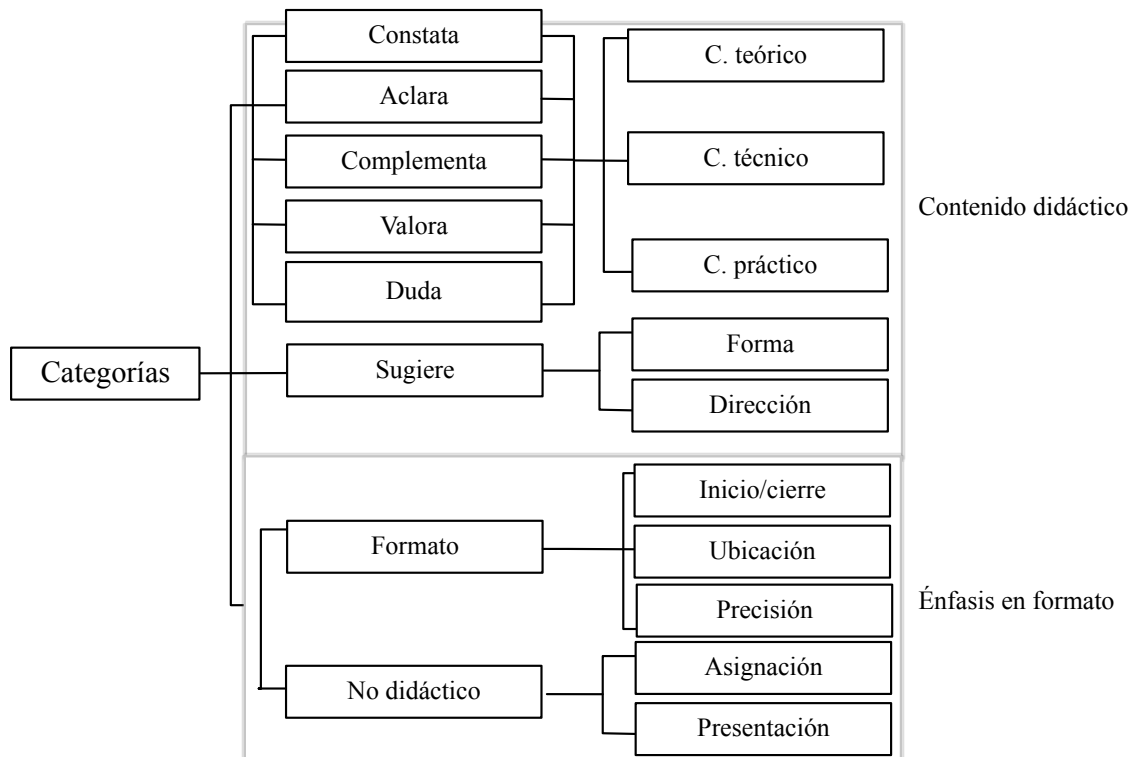 Constata
C. teórico
Aclara
Complementa
C. técnico
Contenido didáctico
Valora
C. práctico
Duda
Forma
Categorías
Sugiere
Dirección
Inicio/cierre
Formato
Ubicación
Precisión
Énfasis en formato
Asignación
No didáctico
Presentación